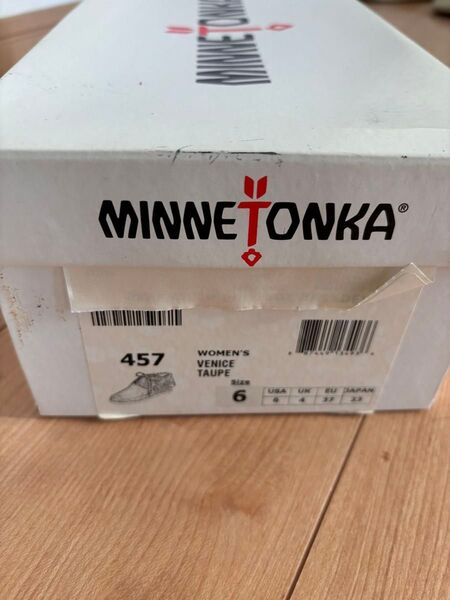 MINNETONKA
MINNETONKA®
457
WOMEN'S
VENICE
TAUPE
Size
6
USA UK EU JAPAN
6 4 37 23